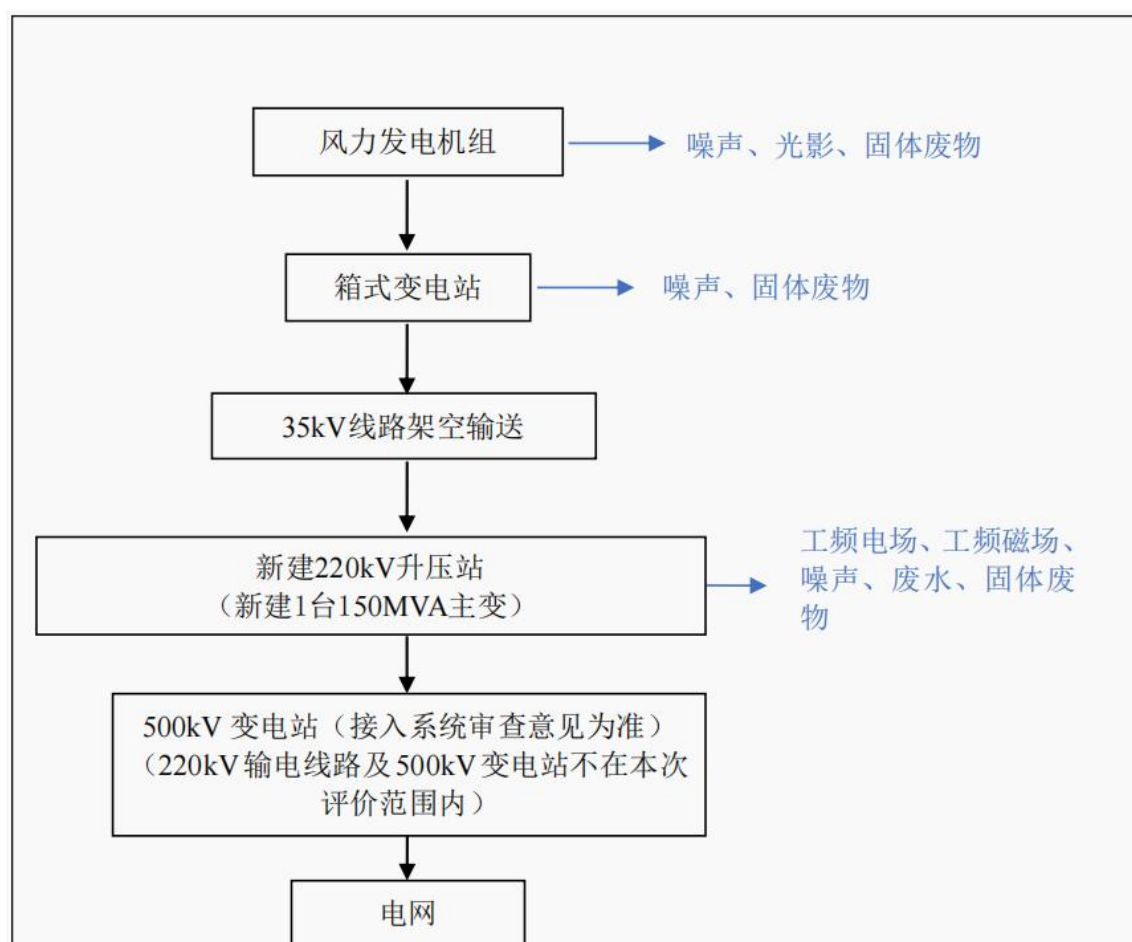 风力发电机组
噪声、光影、固体废物
箱式变电站
噪声、固体废物
35kV线路架空输送
新建220kV升压站
（新建1台150MVA主变）
工频电场、工频磁场、
噪声、废水、固体废
物
500kV 变电站（接入系统审查意见为准）
（220kV 输电线路及500kV 变电站不在本次
评价范围内）
电网